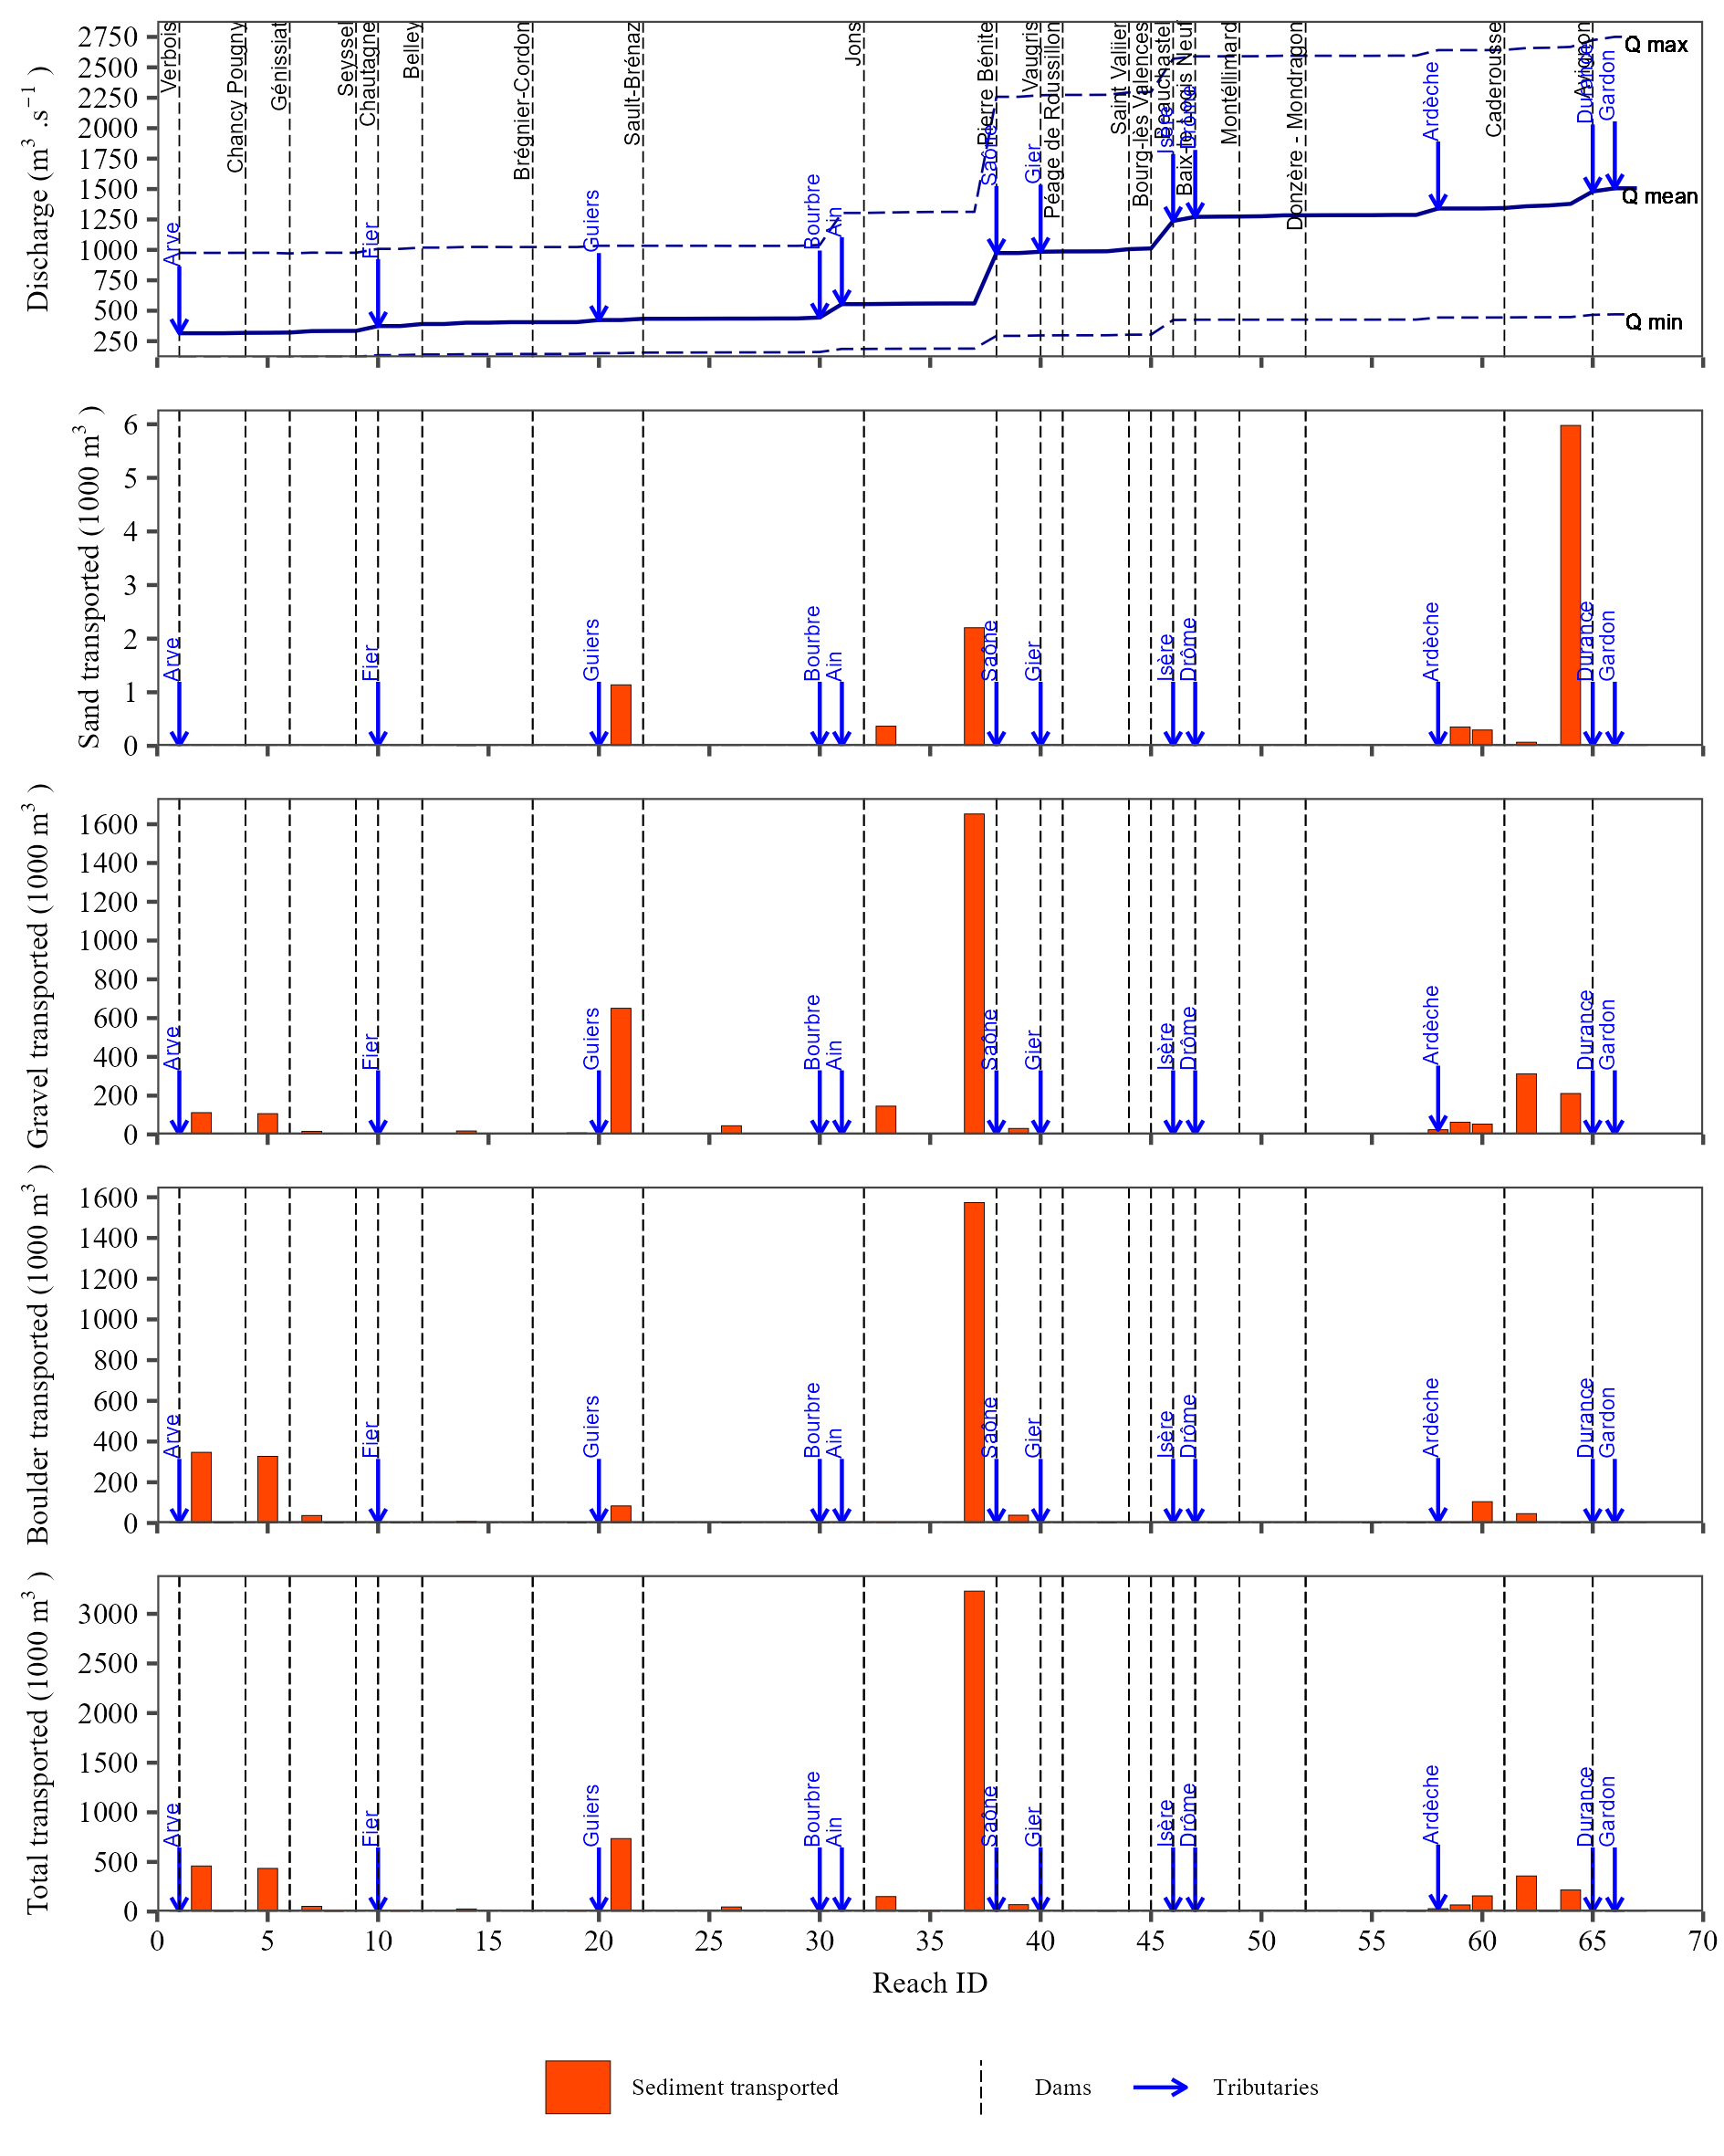 Discharge (m³ .s⁻¹ )
2750
2500
2250
2000
1750
1500
1250
1000
750
500
250
Verbois
Chancy Pougny
Génissiat
Seyssel
Chautagne
Belley
Brégnier-Cordon
Sault-Brénaz
Jons
Pierre Bénite
Vaugris
Péage de Roussillon
Saint Vallier
Bourg-lès Valences
Beauchastel
Baix-le-logis Neuf
Montéllimard
Donzère - Mondragon
Caderousse
Avignon
Arve
Fier
Guiers
Bourbre
Ain
Saône
Gier
Isère
Drôme
Ardèche
Durance
Gardon
Q max
Q mean
Q min
Sand transported (1000 m³ )
6
5
4
3
2
1
0
Arve
Fier
Guiers
Bourbre
Ain
Saône
Gier
Isère
Drôme
Ardèche
Durance
Gardon
Gravel transported (1000 m³ )
1600
1400
1200
1000
800
600
400
200
0
Arve
Fier
Guiers
Bourbre
Ain
Saône
Gier
Isère
Drôme
Ardèche
Durance
Gardon
Boulder transported (1000 m³ )
1600
1400
1200
1000
800
600
400
200
0
Arve
Fier
Guiers
Bourbre
Ain
Saône
Gier
Isère
Drôme
Ardèche
Durance
Gardon
Total transported (1000 m³ )
3000
2500
2000
1500
1000
500
0
Arve
Fier
Guiers
Bourbre
Ain
Saône
Gier
Isère
Drôme
Ardèche
Durance
Gardon
0 5 10 15 20 25 30 35 40 45 50 55 60 65 70
Reach ID
Sediment transported
Dams
Tributaries